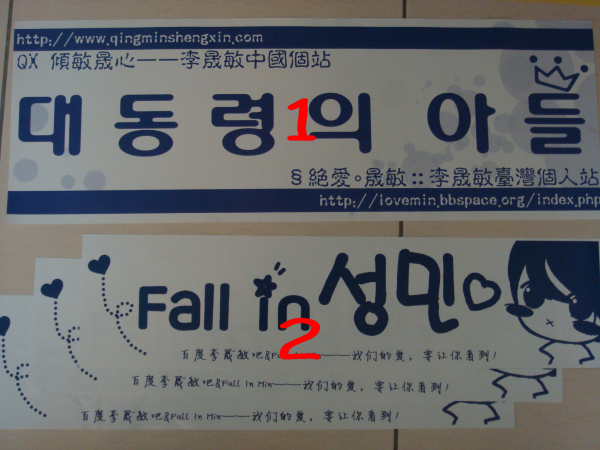 http://www.qingminshengxin.com
QX 傾敏晟心——李晟敏中國個站
대동령의 아들
1
§絕愛。晟敏::李晟敏臺灣個人站
http://lovemin.bbspace.org/index.php
Fall in 성민
2
百度李晟敏吧&Fall In Min——我们的爱，要让你看到！
百度李晟敏吧&Fall In Min——我们的爱，要让你看到！
百度李晟敏吧&Fall In Min——我们的爱，要让你看到！